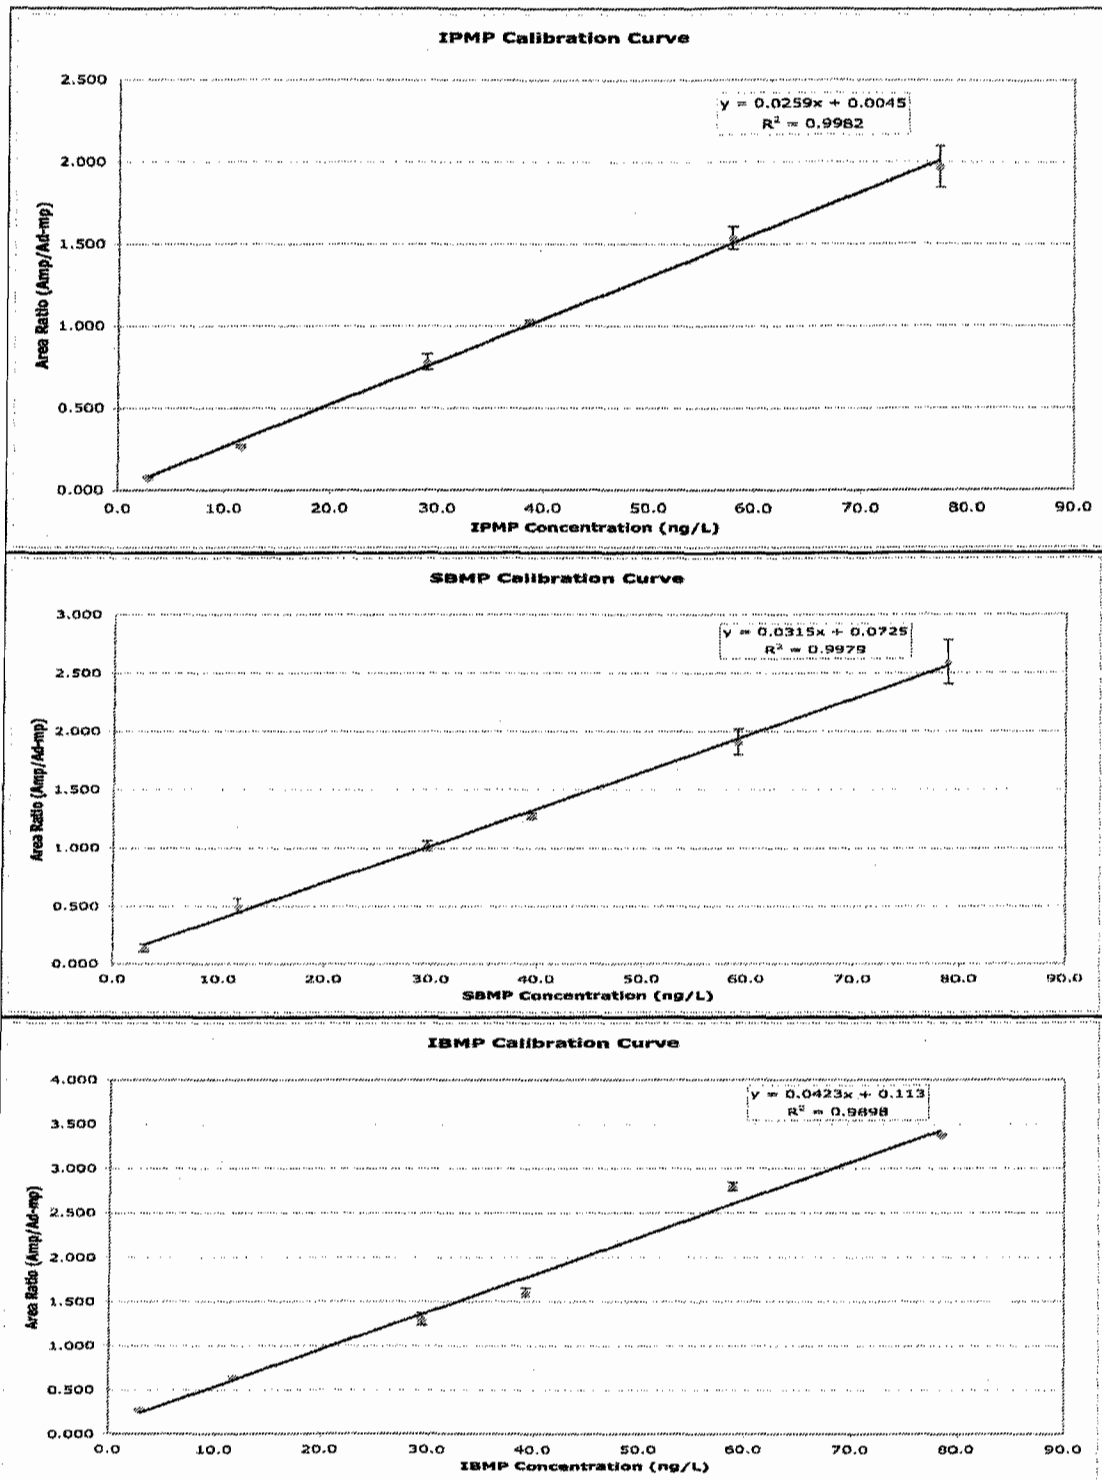 IPMP Calibration Curve
2.500
y = 0.0259x + 0.0045
R² = 0.9982
2.000
1.500
1.000
0.500
0.000
Area Ratio (Amp/Ad-mp)
0.0 10.0 20.0 30.0 40.0 50.0 60.0 70.0 80.0 90.0
IPMP Concentration (ng/L)
SBMP Calibration Curve
3.000
y = 0.0315x + 0.0725
R² = 0.9979
2.500
2.000
1.500
1.000
0.500
0.000
Area Ratio (Amp/Ad-mp)
0.0 10.0 20.0 30.0 40.0 50.0 60.0 70.0 80.0 90.0
SBMP Concentration (ng/L)
IBMP Calibration Curve
4.000
y = 0.0423x + 0.113
R² = 0.9898
3.500
3.000
2.500
2.000
1.500
1.000
0.500
0.000
Area Ratio (Amp/Ad-mp)
0.0 10.0 20.0 30.0 40.0 50.0 60.0 70.0 80.0 90.0
IBMP Concentration (ng/L)